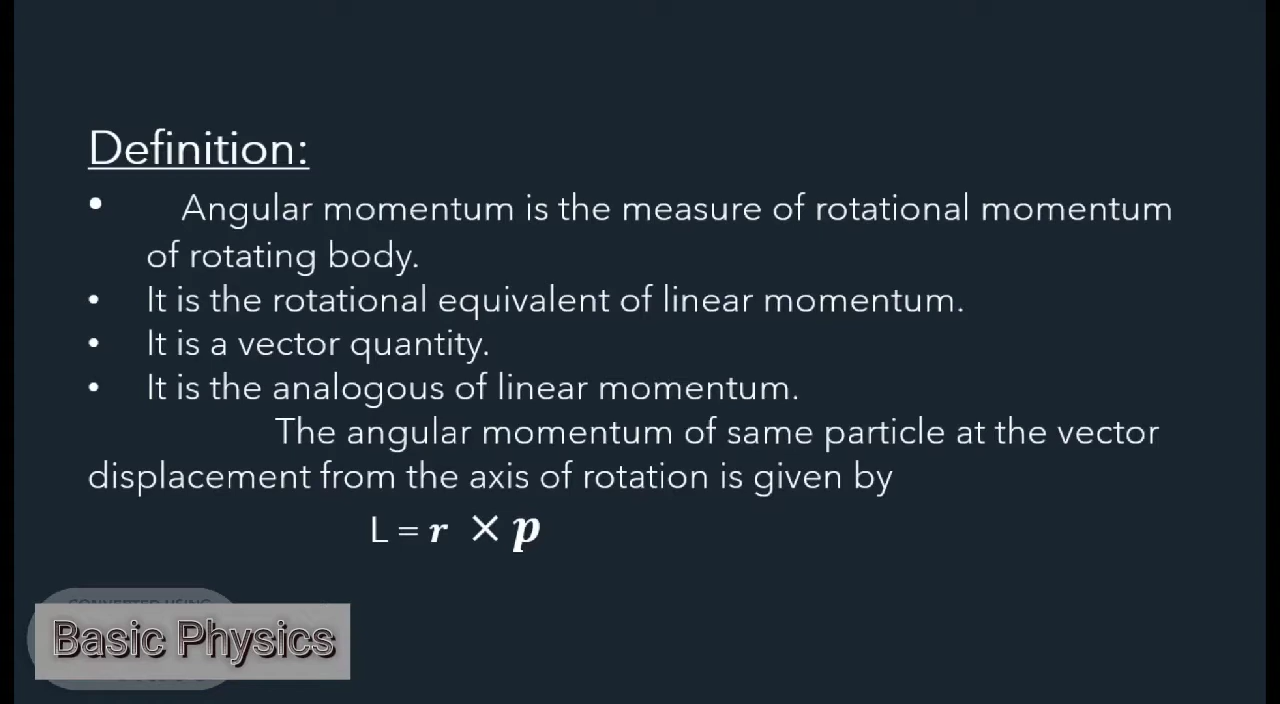 Definition:
• Angular momentum is the measure of rotational momentum
of rotating body.
• It is the rotational equivalent of linear momentum.
• It is a vector quantity.
• It is the analogous of linear momentum.
The angular momentum of same particle at the vector
displacement from the axis of rotation is given by
L = r × p
CONVERTED USING
Basic Physics